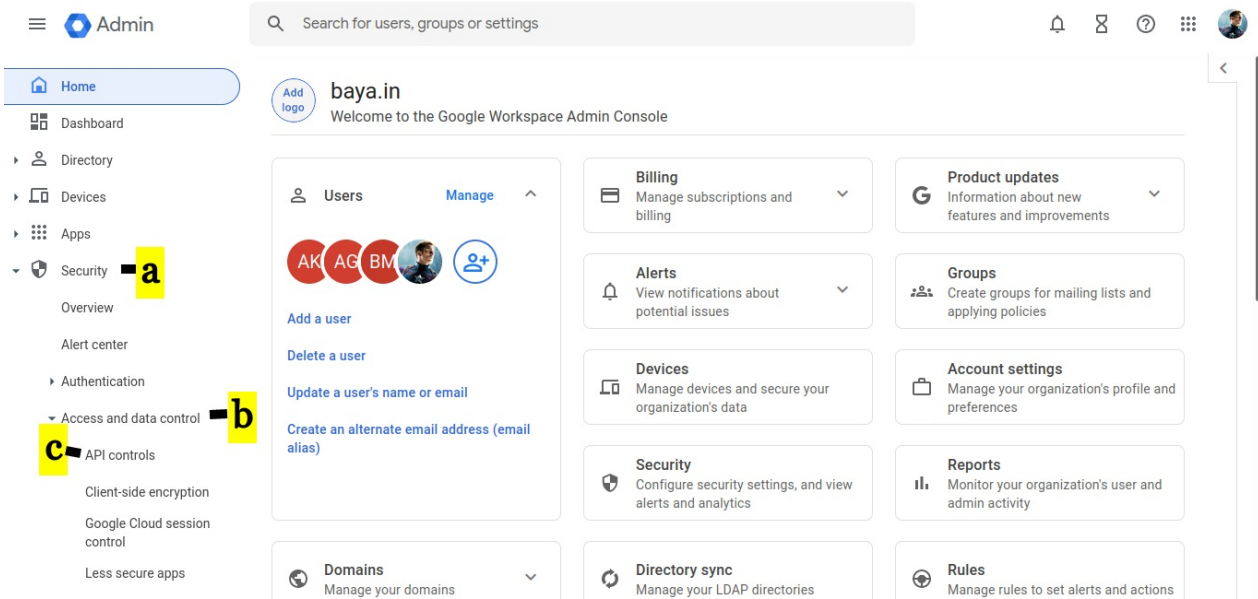 Admin
Search for users, groups or settings
Home
Dashboard
Directory
Devices
Apps
Security
a
Overview
Alert center
Authentication
Access and data control
b
c
API controls
Client-side encryption
Google Cloud session
control
Less secure apps
Add
logo
baya.in
Welcome to the Google Workspace Admin Console
Users
Manage
AK
AG
BM
Add a user
Delete a user
Update a user's name or email
Create an alternate email address (email
alias)
Billing
Manage subscriptions and
billing
Product updates
Information about new
features and improvements
Alerts
View notifications about
potential issues
Groups
Create groups for mailing lists and
applying policies
Devices
Manage devices and secure your
organization's data
Account settings
Manage your organization's profile and
preferences
Security
Configure security settings, and view
alerts and analytics
Reports
Monitor your organization's user and
admin activity
Domains
Manage your domains
Directory sync
Manage your LDAP directories
Rules
Manage rules to set alerts and actions